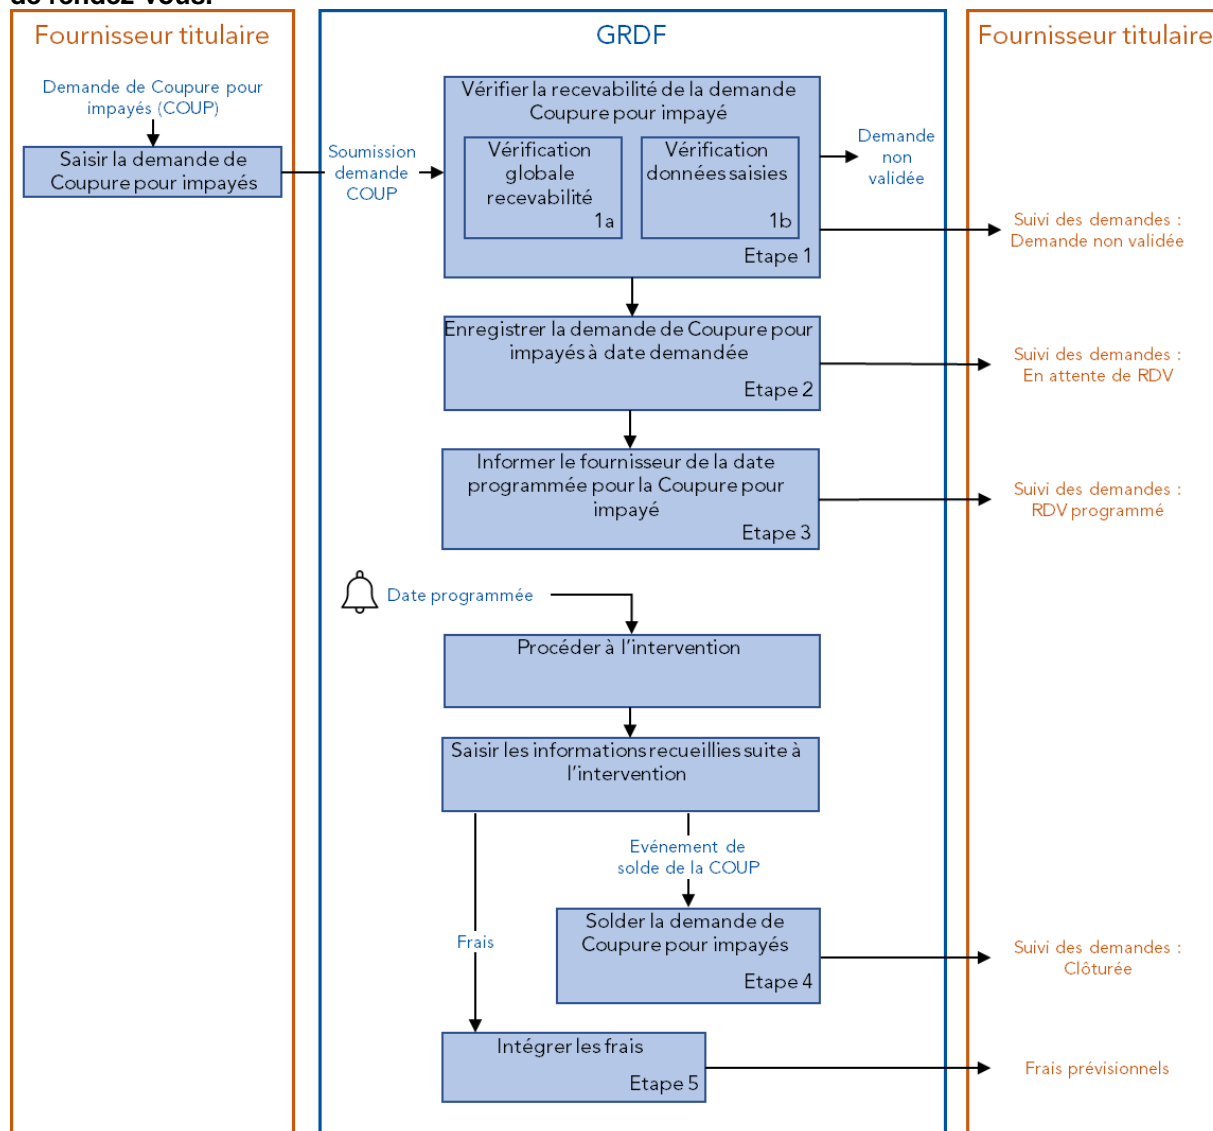 de rendez-vous.
Fournisseur titulaire
GRDF
Fournisseur titulaire
Demande de Coupure pour
impayés (COUP)
Saisir la demande de
Coupure pour impayés
Soumission
demande
COUP
Vérifier la recevabilité de la demande
Coupure pour impayé
Vérification
globale
recevabilité
1a
Vérification
données saisies
1b
Etape 1
Demande
non
validée
Suivi des demandes :
Demande non validée
Enregistrer la demande de Coupure pour
impayés à date demandée
Etape 2
Suivi des demandes :
En attente de RDV
Informer le fournisseur de la date
programmée pour la Coupure pour
impayé
Etape 3
Suivi des demandes :
RDV programmé
Date programmée
Procéder à l'intervention
Saisir les informations recueillies suite à
l'intervention
Evénement de
solde de la COUP
Frais
Solder la demande de
Coupure pour impayés
Etape 4
Suivi des demandes :
Clôturée
Intégrer les frais
Etape 5
Frais prévisionnels